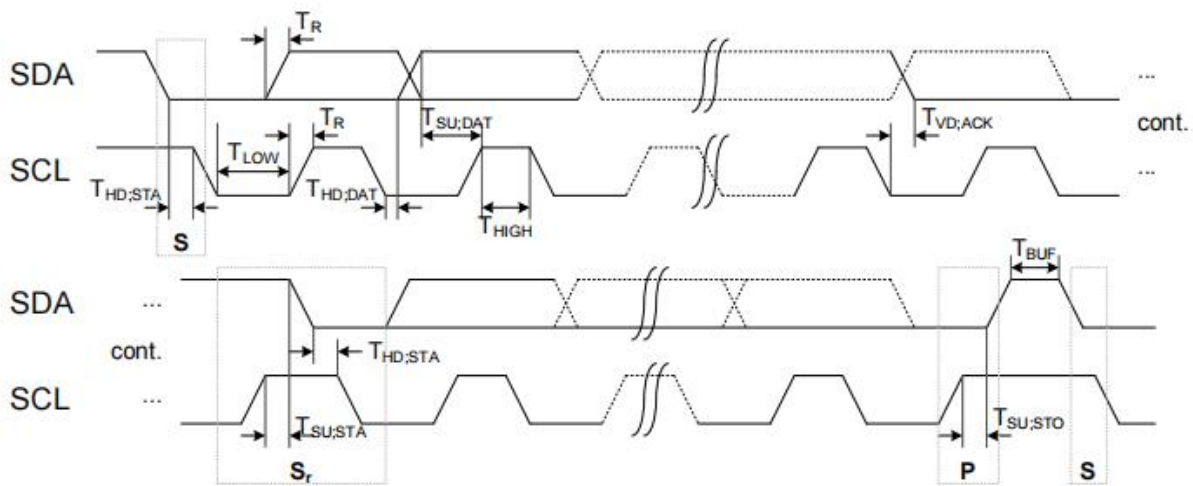 T_R
SDA
...
T_SU;DAT
T_R
T_VD;ACK
cont.
T_LOW
SCL
...
T_HD;STA
T_HD;DAT
T_HIGH
S
T_BUF
SDA
...
cont.
T_HD;STA
SCL
...
T_SU;STA
T_SU;STO
S_r
P
S